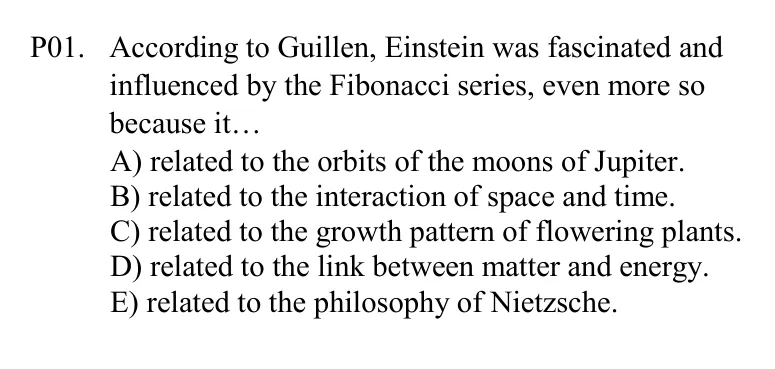 P01. According to Guillen, Einstein was fascinated and
influenced by the Fibonacci series, even more so
because it…
A) related to the orbits of the moons of Jupiter.
B) related to the interaction of space and time.
C) related to the growth pattern of flowering plants.
D) related to the link between matter and energy.
E) related to the philosophy of Nietzsche.